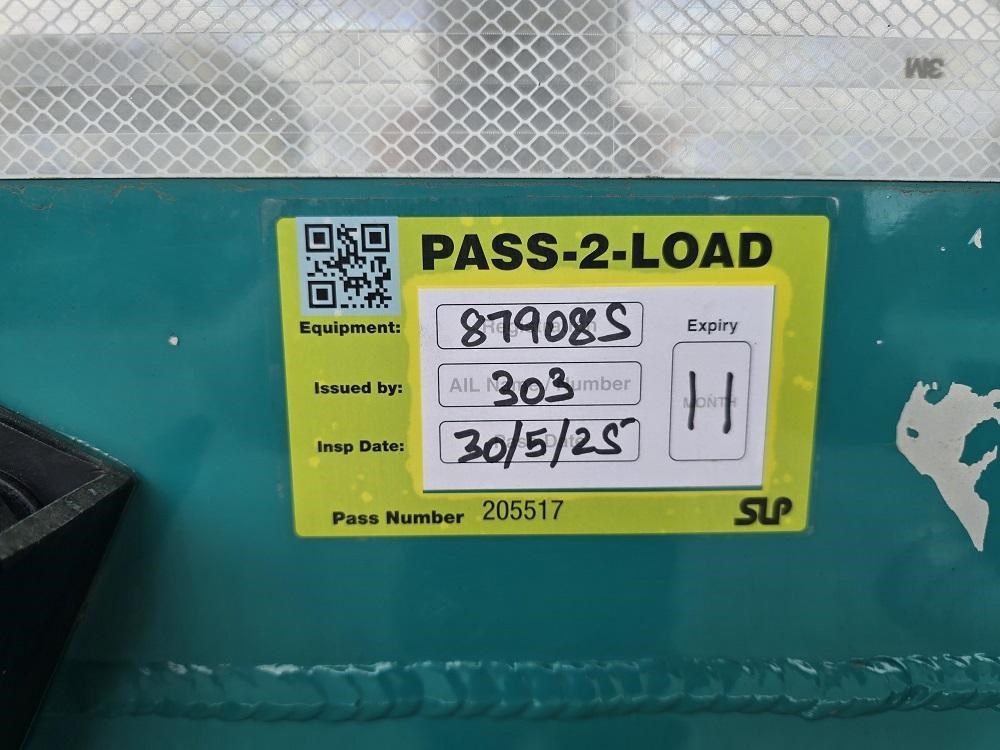 3M
PASS-2-LOAD
Equipment: 87908S
Expiry
Issued by: 303
MONTH
11
Insp Date: 30/5/25
Pass Number 205517
SLP